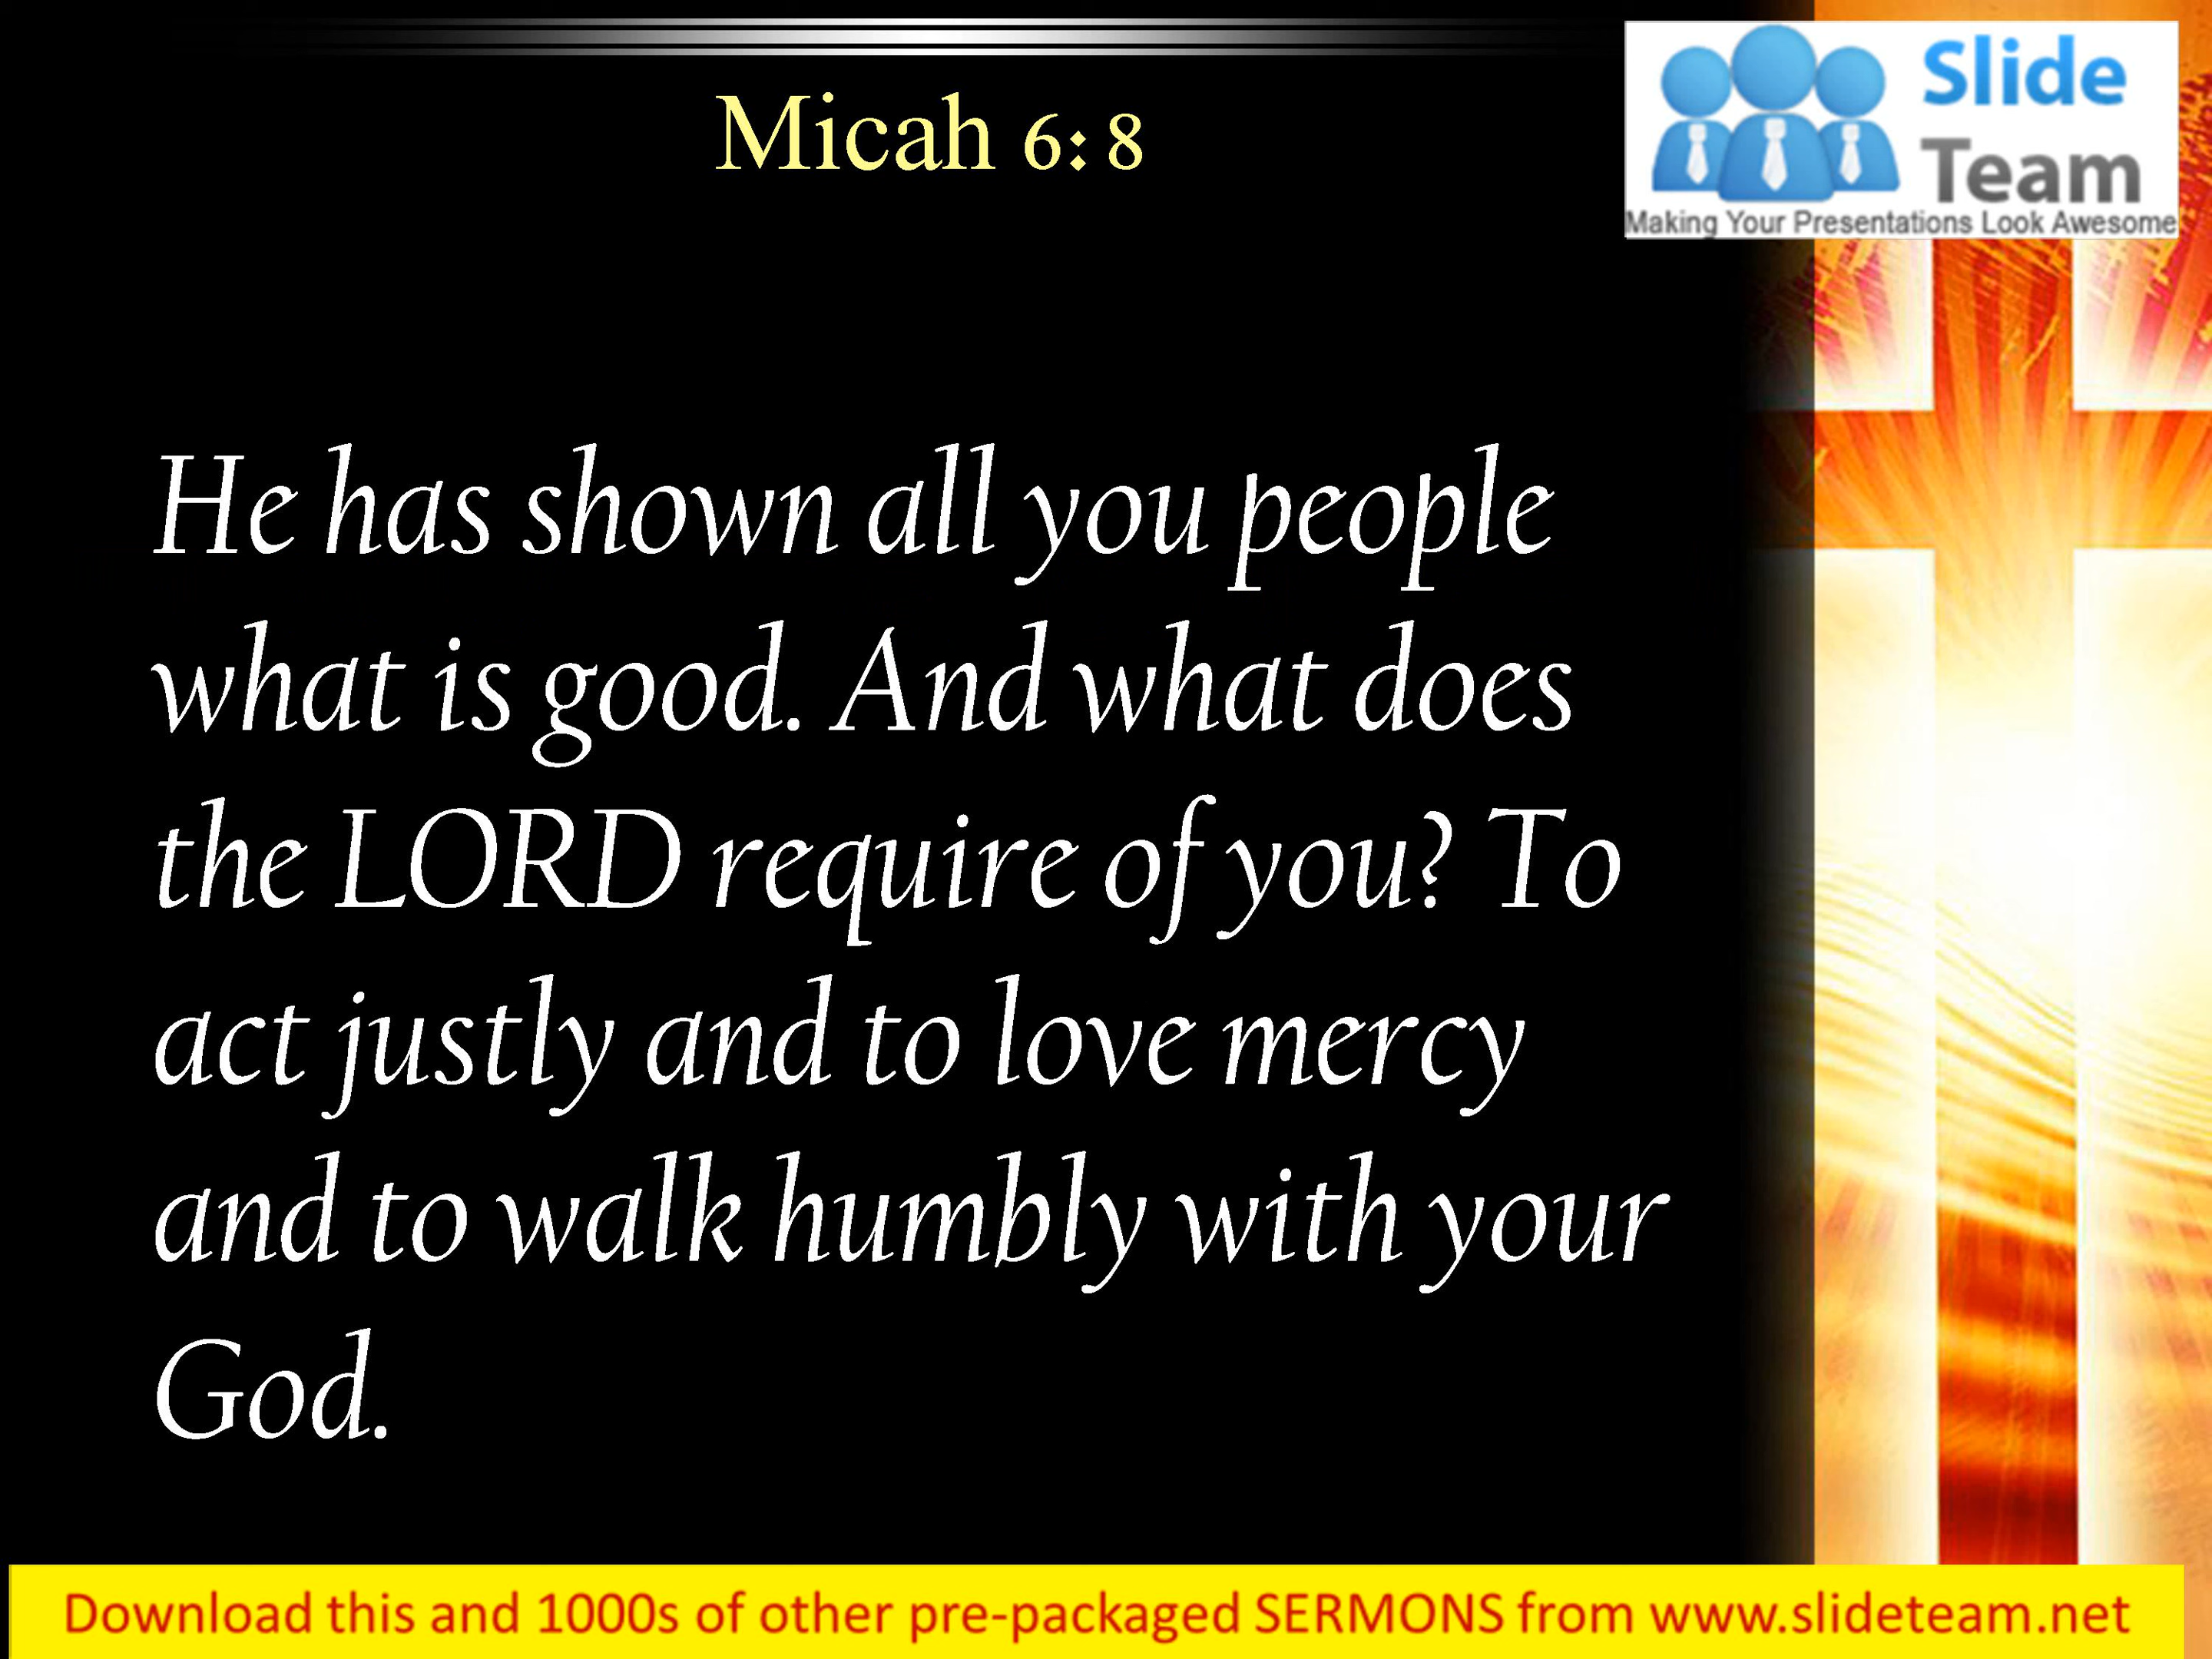 Micah 6:8
Slide
Team
Making Your Presentations Look Awesome
He has shown all you people
what is good. And what does
the LORD require of you? To
act justly and to love mercy
and to walk humbly with your
God.
Download this and 1000s of other pre-packaged SERMONS from www.slideteam.net